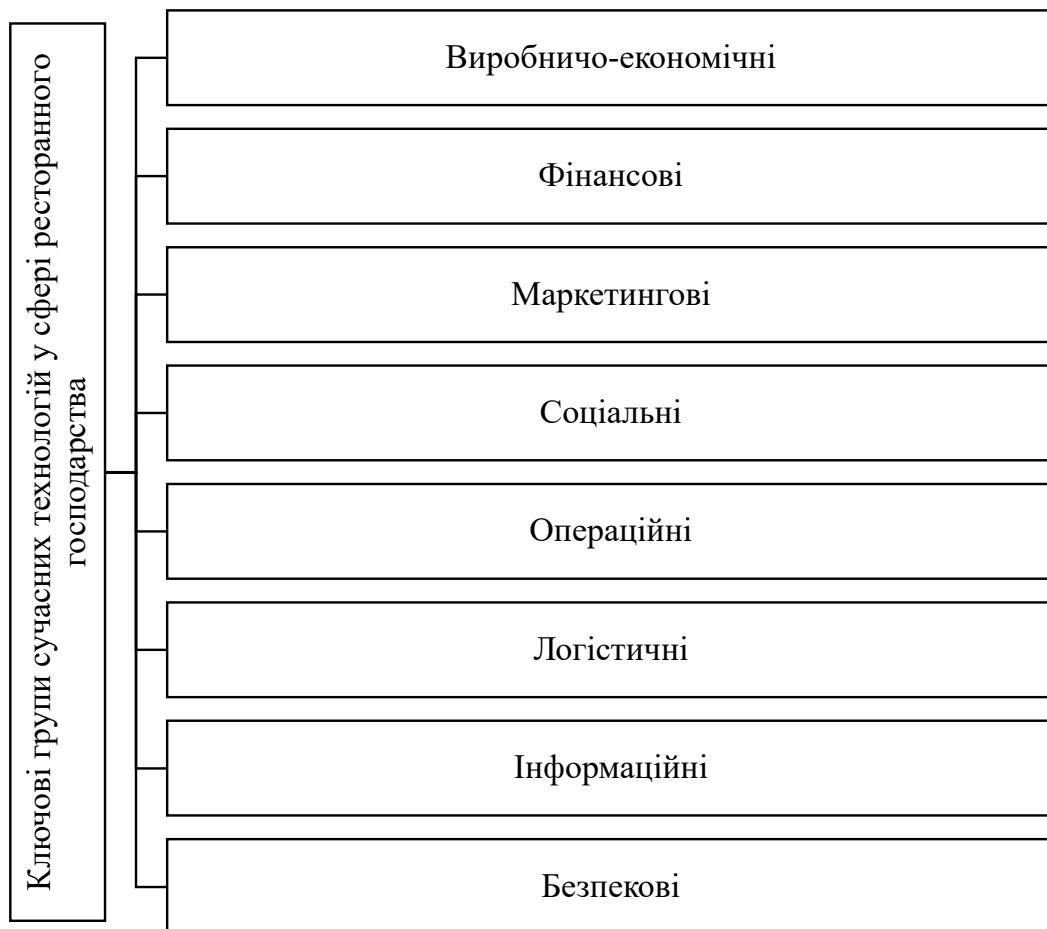 Ключові групи сучасних технологій у сфері ресторанного
господарства
Виробничо-економічні
Фінансові
Маркетингові
Соціальні
Операційні
Логістичні
Інформаційні
Безпекові